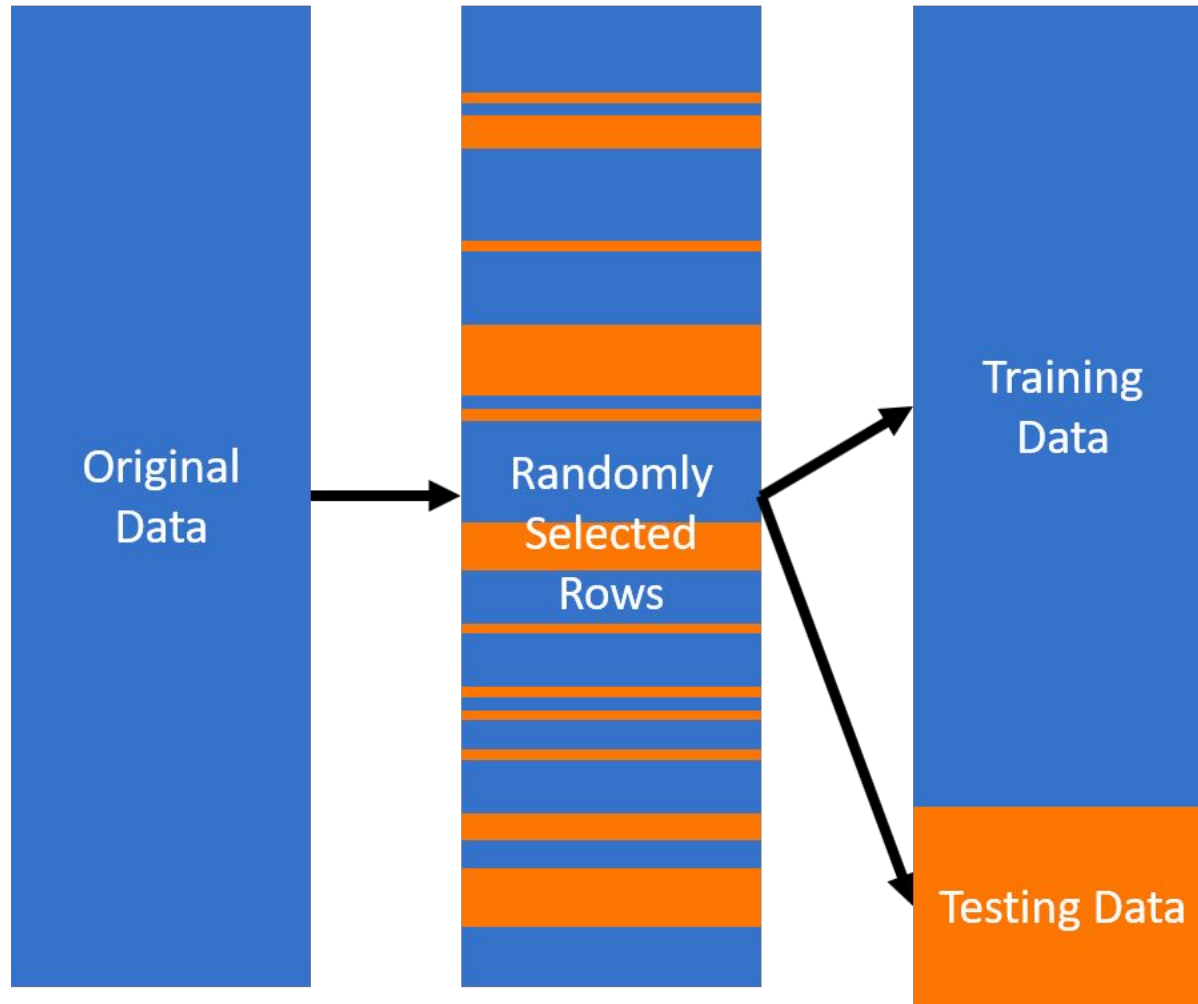 Original
Data
Randomly
Selected
Rows
Training
Data
Testing Data